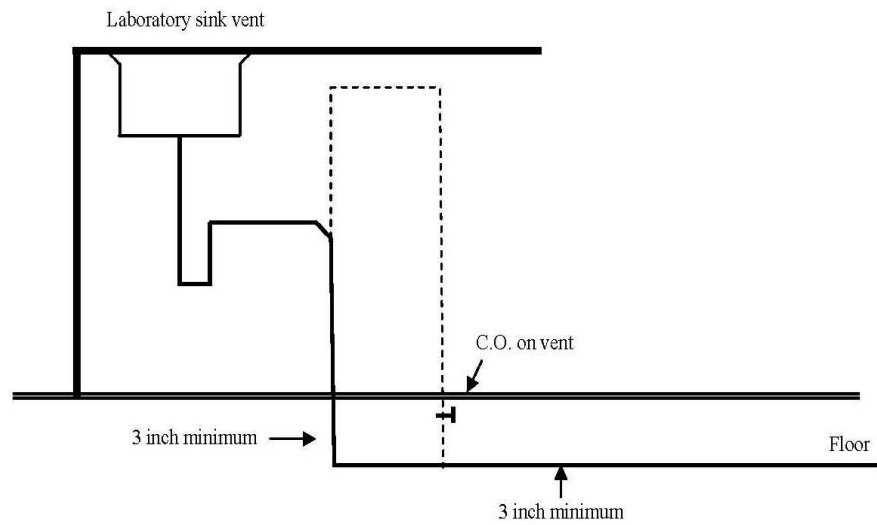 Laboratory sink vent
C.O. on vent
3 inch minimum
Floor
3 inch minimum